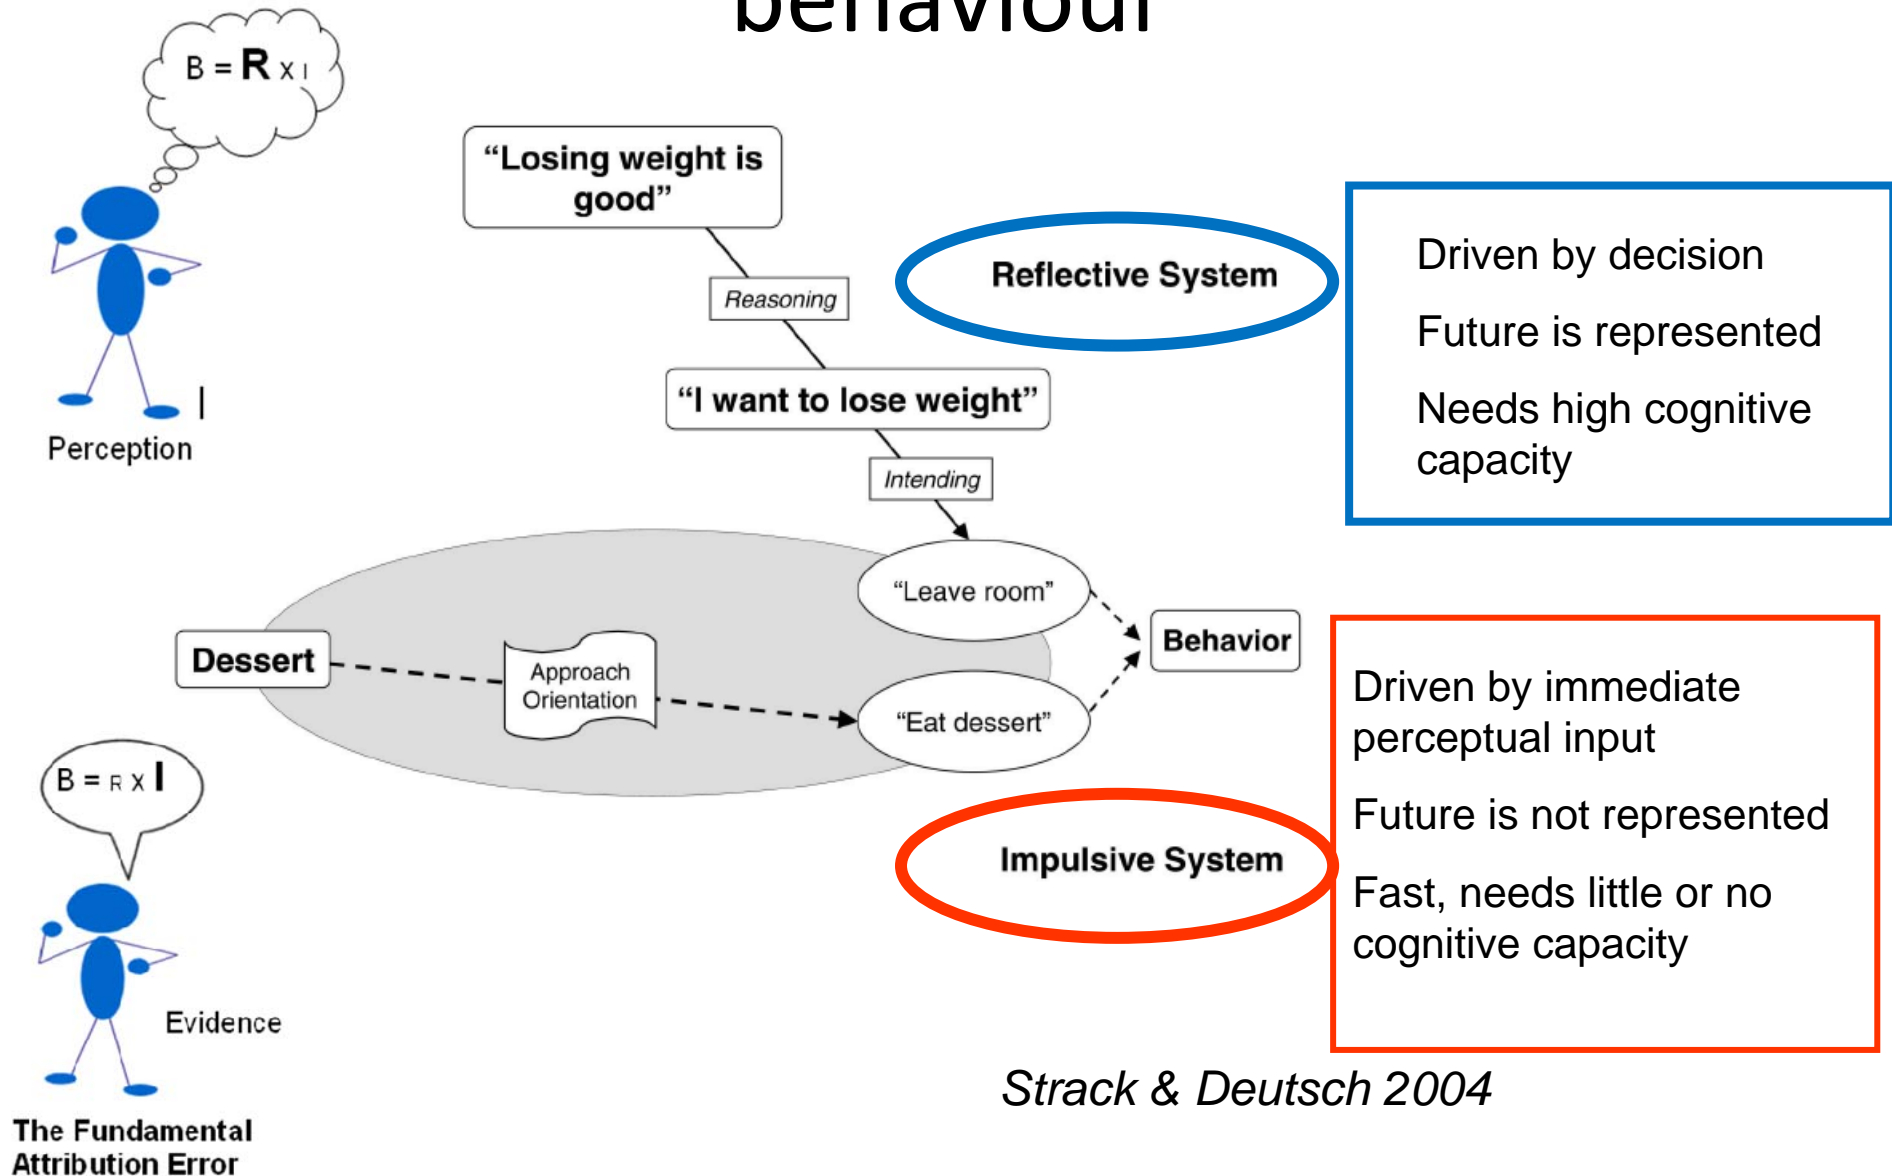 behaviour
B = R x I
“Losing weight is
good”
Reasoning
Reflective System
“I want to lose weight”
Intending
Driven by decision
Future is represented
Needs high cognitive
capacity
Perception
“Leave room”
Dessert
Approach
Orientation
“Eat dessert”
Behavior
B = R x I
Impulsive System
Driven by immediate
perceptual input
Future is not represented
Fast, needs little or no
cognitive capacity
Evidence
The Fundamental
Attribution Error
Strack & Deutsch 2004